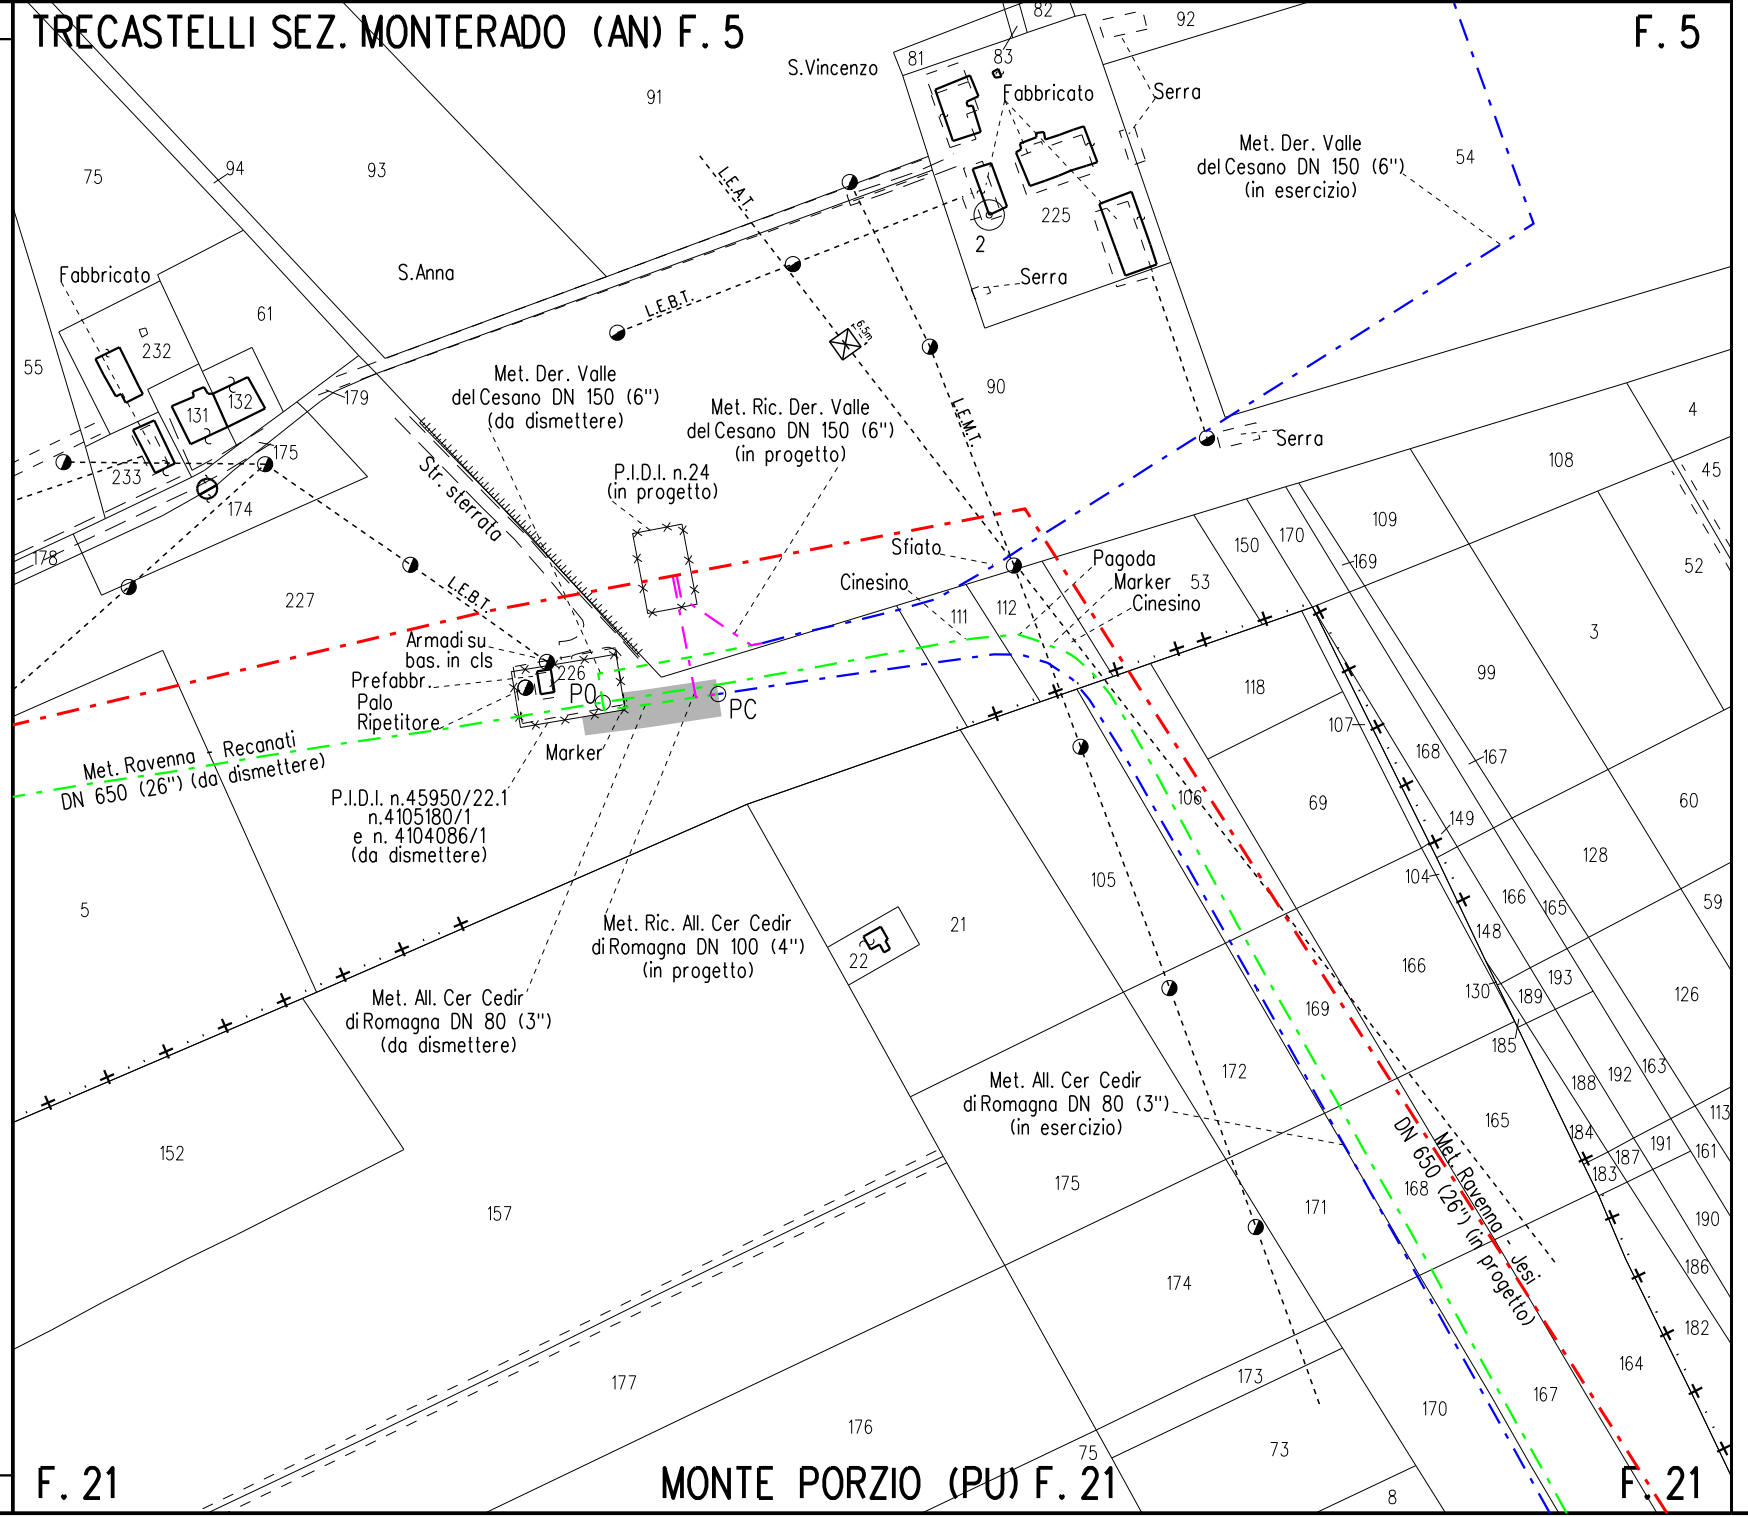 TRECASTELLI SEZ. MONTERADO (AN) F. 5
F. 5
82
92
81
83
S.Vincenzo
91
Fabbricato
Serra
Met. Der. Valle
del Cesano DN 150 (6")
(in esercizio)
54
75
94
93
L.E.A.T.
225
2
S.Anna
Fabbricato
Serra
L.E.B.T.
61
6.5m
232
55
90
Met. Der. Valle
del Cesano DN 150 (6")
(da dismettere)
179
131
132
Met. Ric. Der. Valle
del Cesano DN 150 (6")
(in progetto)
L.E.M.T.
4
Serra
175
233
Str. sterrata
P.I.D.I. n.24
(in progetto)
108
45
174
109
170
150
178
Sfiato
Pagoda
169
52
Cinesino
Marker
53
Cinesino
227
L.E.B.T.
112
111
3
Armadi su
bas. in cls
Prefabbr.
226
Palo
Ripetitore
P0
PC
99
118
107
168
167
Marker
Met. Ravenna - Recanati
DN 650 (26") (da dismettere)
P.I.D.I. n.45950/22.1
n.4105180/1
e n. 4104086/1
(da dismettere)
106
69
60
149
128
105
104
5
166
165
59
21
148
Met. Ric. All. Cer Cedir
di Romagna DN 100 (4")
(in progetto)
22
166
193
130
189
126
Met. All. Cer Cedir
di Romagna DN 80 (3")
(da dismettere)
169
185
172
163
192
188
Met. All. Cer Cedir
di Romagna DN 80 (3")
(in esercizio)
113
165
184
191
161
187
183
152
Met. Ravenna - Jesi
DN 650 (26") (in progetto)
175
168
171
157
190
186
174
182
164
173
177
167
170
176
75
73
8
F. 21
MONTE PORZIO (PU) F. 21
F. 21